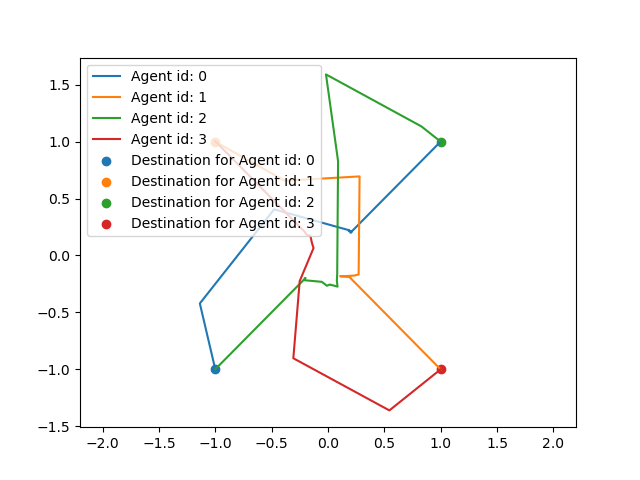 Agent id: 0
Agent id: 1
Agent id: 2
Agent id: 3
Destination for Agent id: 0
Destination for Agent id: 1
Destination for Agent id: 2
Destination for Agent id: 3
1.5
1.0
0.5
0.0
−0.5
−1.0
−1.5
−2.0 −1.5 −1.0 −0.5 0.0 0.5 1.0 1.5 2.0